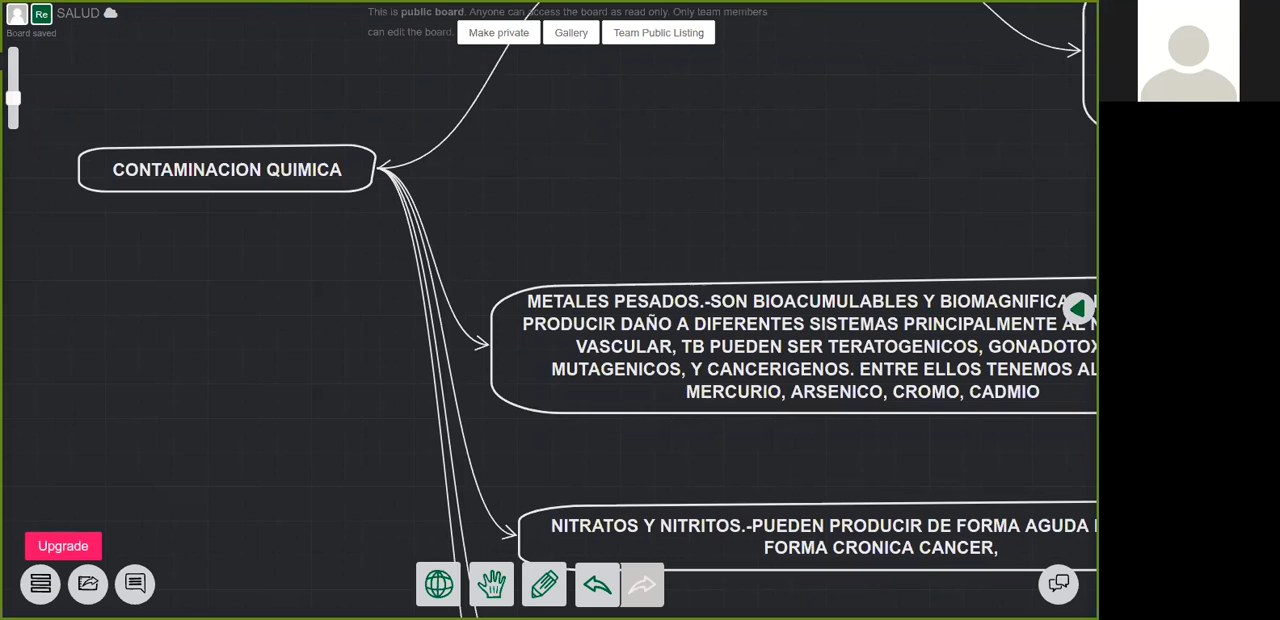 Re SALUD
Board saved
This is public board. Anyone can access the board as read only. Only team members
can edit the board. Make private Gallery Team Public Listing
CONTAMINACION QUIMICA
METALES PESADOS.-SON BIOACUMULABLES Y BIOMAGNIFICA
PRODUCIR DAÑO A DIFERENTES SISTEMAS PRINCIPALMENTE AL
VASCULAR, TB PUEDEN SER TERATOGENICOS, GONADOTOX
MUTAGENICOS, Y CANCERIGENOS. ENTRE ELLOS TENEMOS AL
MERCURIO, ARSENICO, CROMO, CADMIO
NITRATOS Y NITRITOS.-PUEDEN PRODUCIR DE FORMA AGUDA
FORMA CRONICA CANCER,
Upgrade